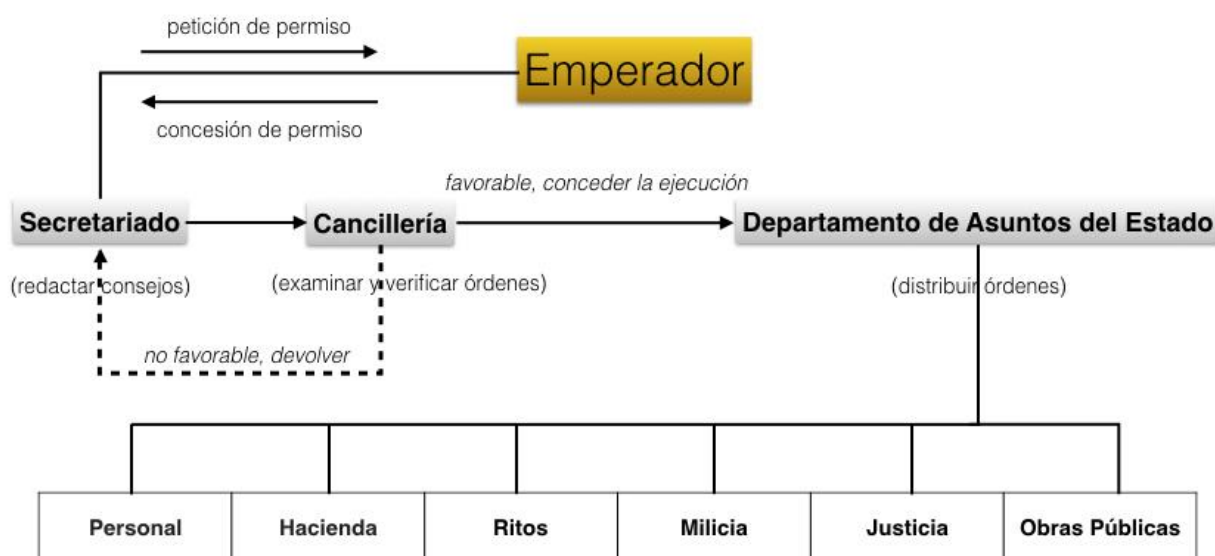 petición de permiso
Emperador
concesión de permiso
favorable, conceder la ejecución
Secretariado
Cancillería
Departamento de Asuntos del Estado
(redactar consejos)
(examinar y verificar órdenes)
(distribuir órdenes)
no favorable, devolver
Personal
Hacienda
Ritos
Milicia
Justicia
Obras Públicas